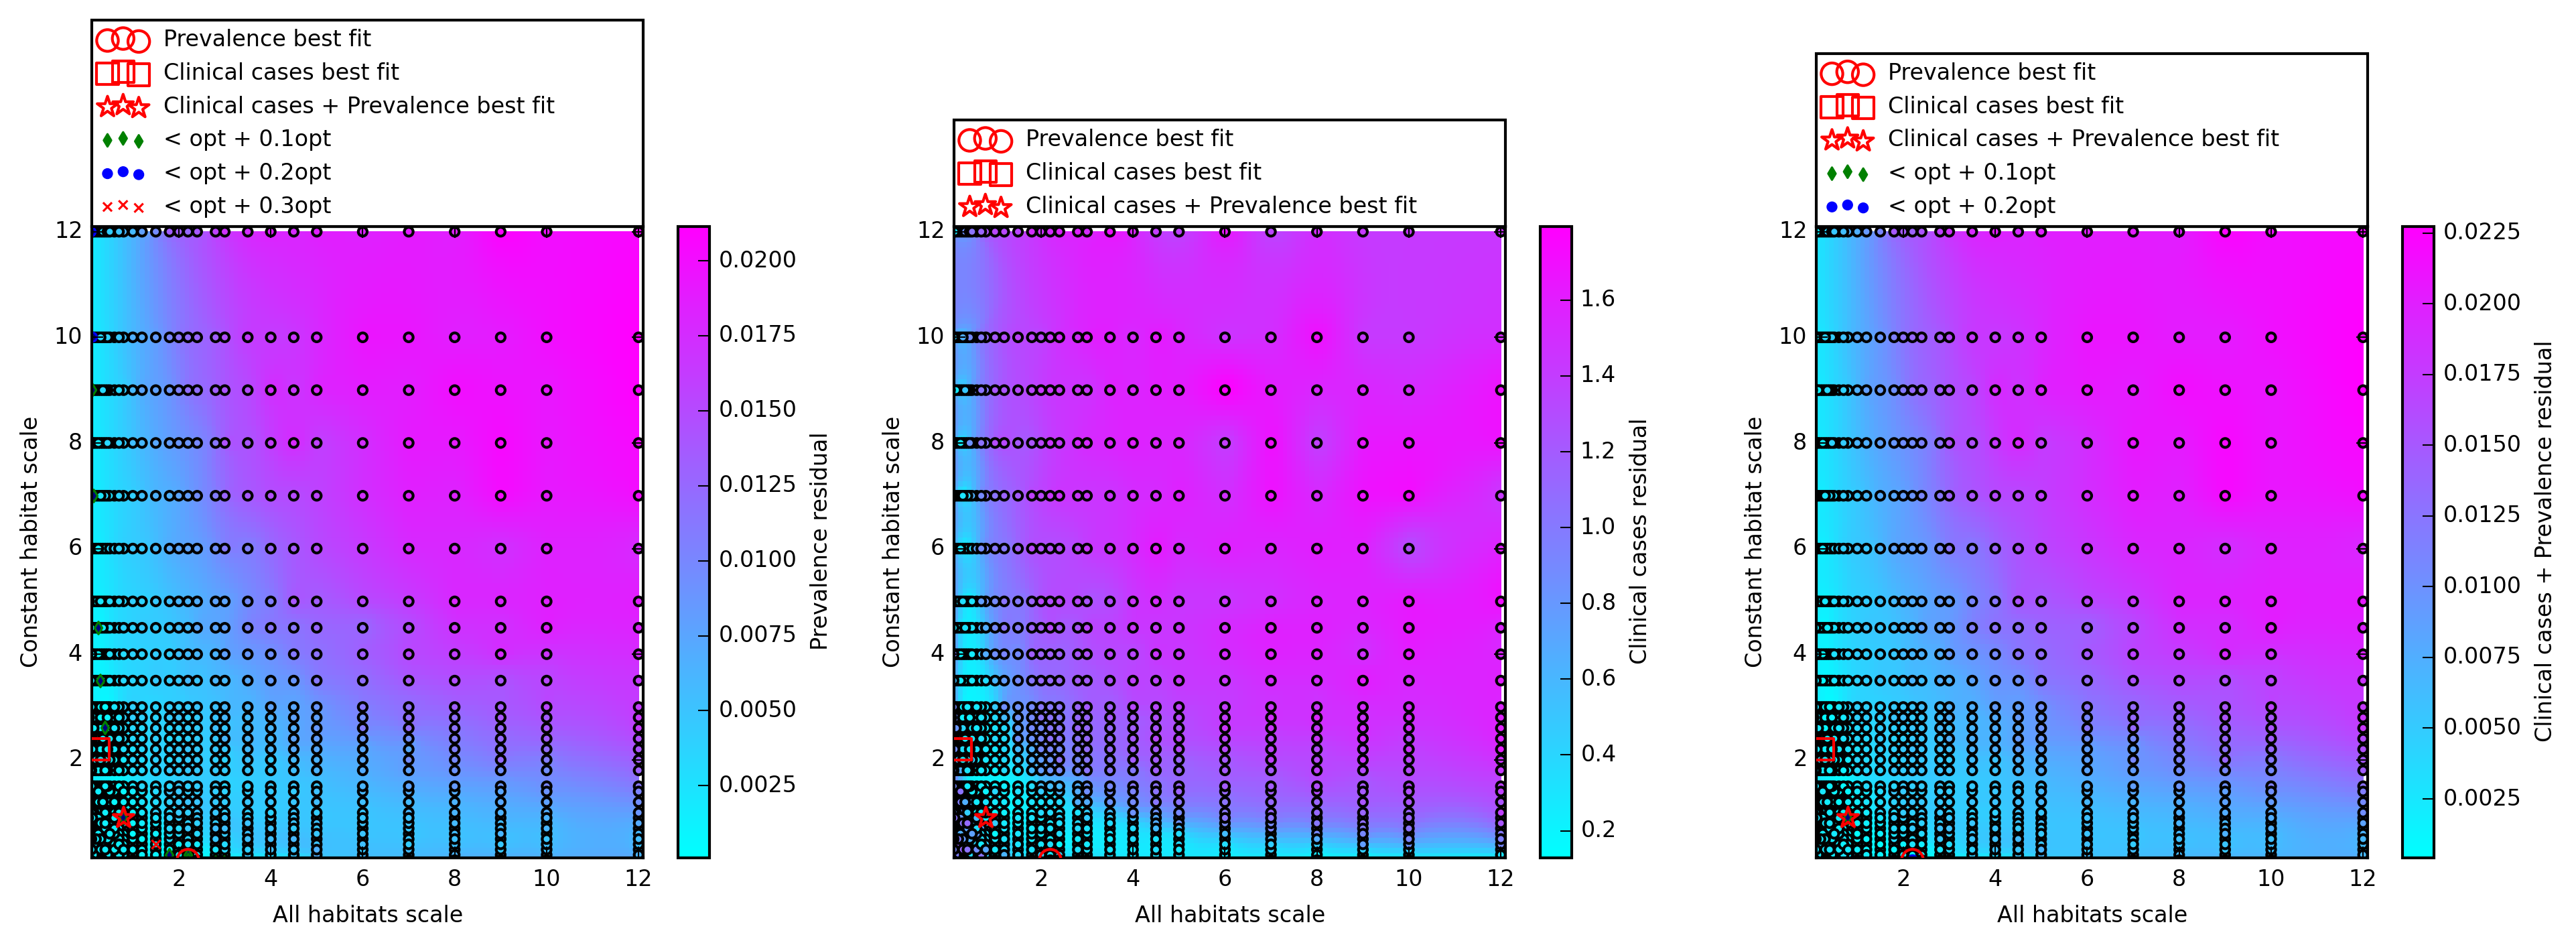 Prevalence best fit
Clinical cases best fit
Clinical cases + Prevalence best fit
< opt + 0.1opt
< opt + 0.2opt
< opt + 0.3opt
12
10
8
6
4
2
Constant habitat scale
2 4 6 8 10 12
All habitats scale
0.0200
0.0175
0.0150
0.0125
0.0100
0.0075
0.0050
0.0025
Prevalence residual
Prevalence best fit
Clinical cases best fit
Clinical cases + Prevalence best fit
12
10
8
6
4
2
Constant habitat scale
2 4 6 8 10 12
All habitats scale
1.6
1.4
1.2
1.0
0.8
0.6
0.4
0.2
Clinical cases residual
Prevalence best fit
Clinical cases best fit
Clinical cases + Prevalence best fit
< opt + 0.1opt
< opt + 0.2opt
12
10
8
6
4
2
Constant habitat scale
2 4 6 8 10 12
All habitats scale
0.0225
0.0200
0.0175
0.0150
0.0125
0.0100
0.0075
0.0050
0.0025
Clinical cases + Prevalence residual